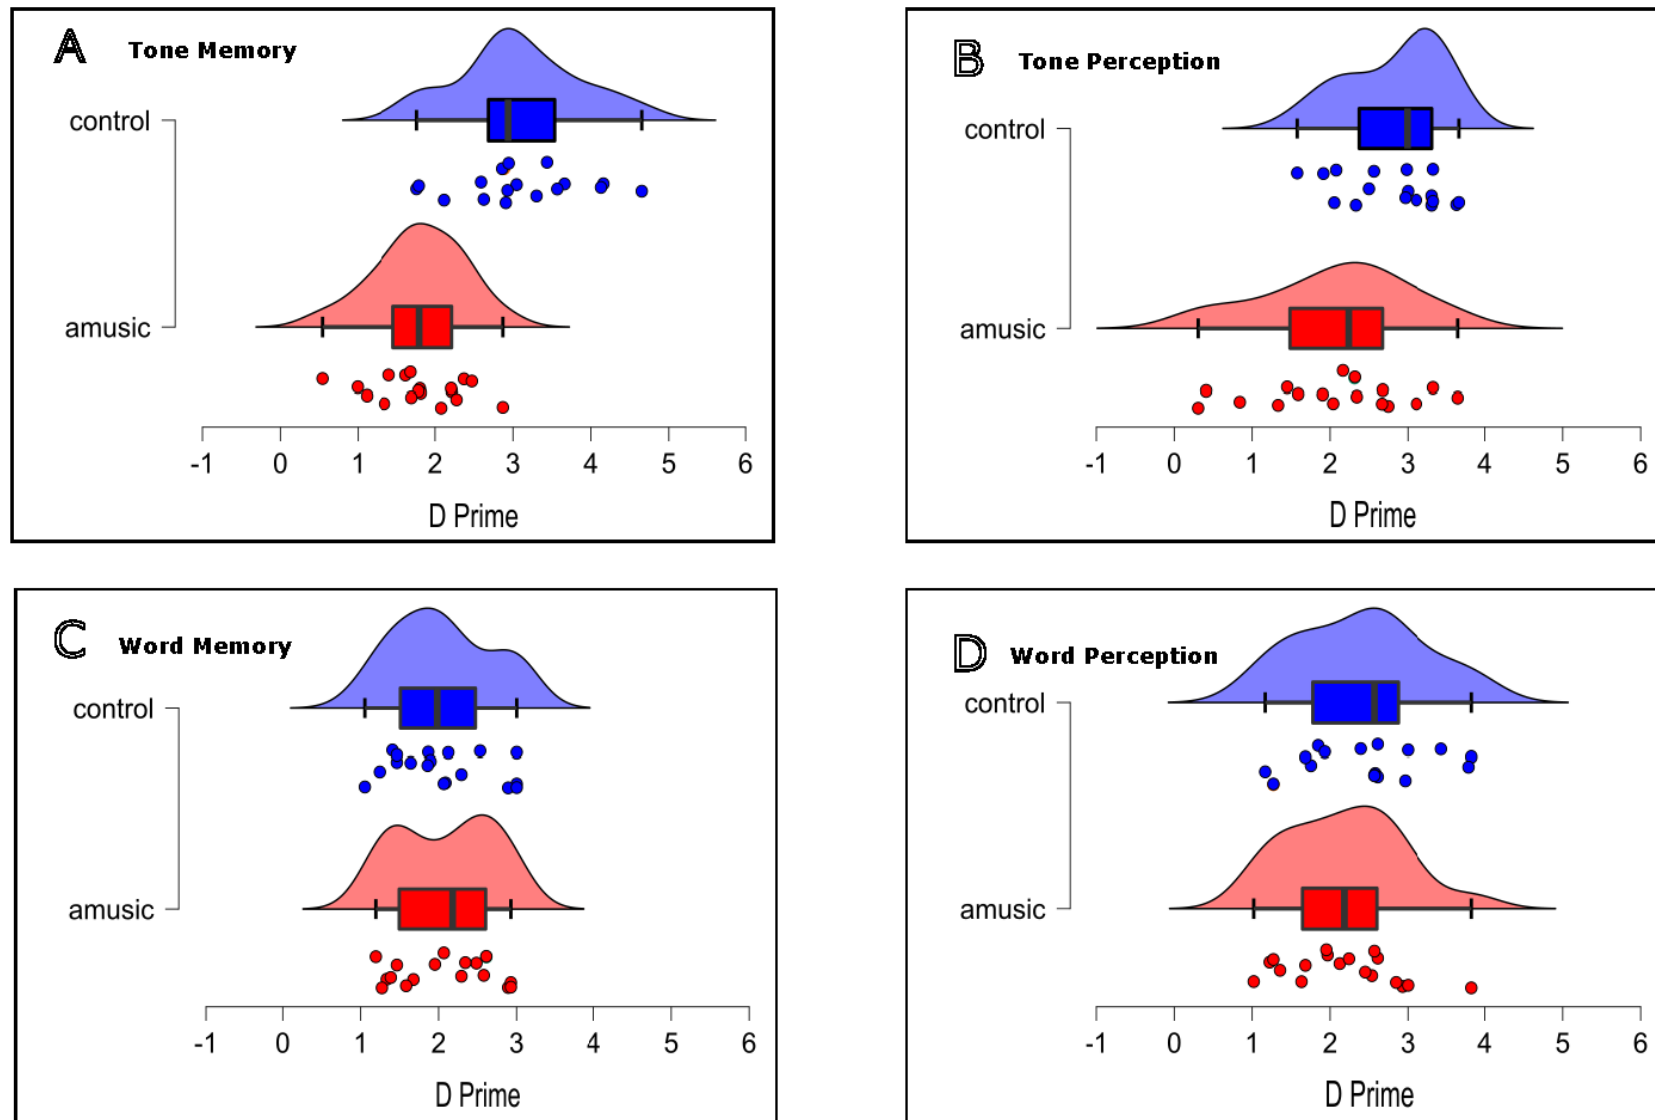 A Tone Memory
control
amusic
-1 0 1 2 3 4 5 6
D Prime
B Tone Perception
control
amusic
-1 0 1 2 3 4 5 6
D Prime
C Word Memory
control
amusic
-1 0 1 2 3 4 5 6
D Prime
D Word Perception
control
amusic
-1 0 1 2 3 4 5 6
D Prime